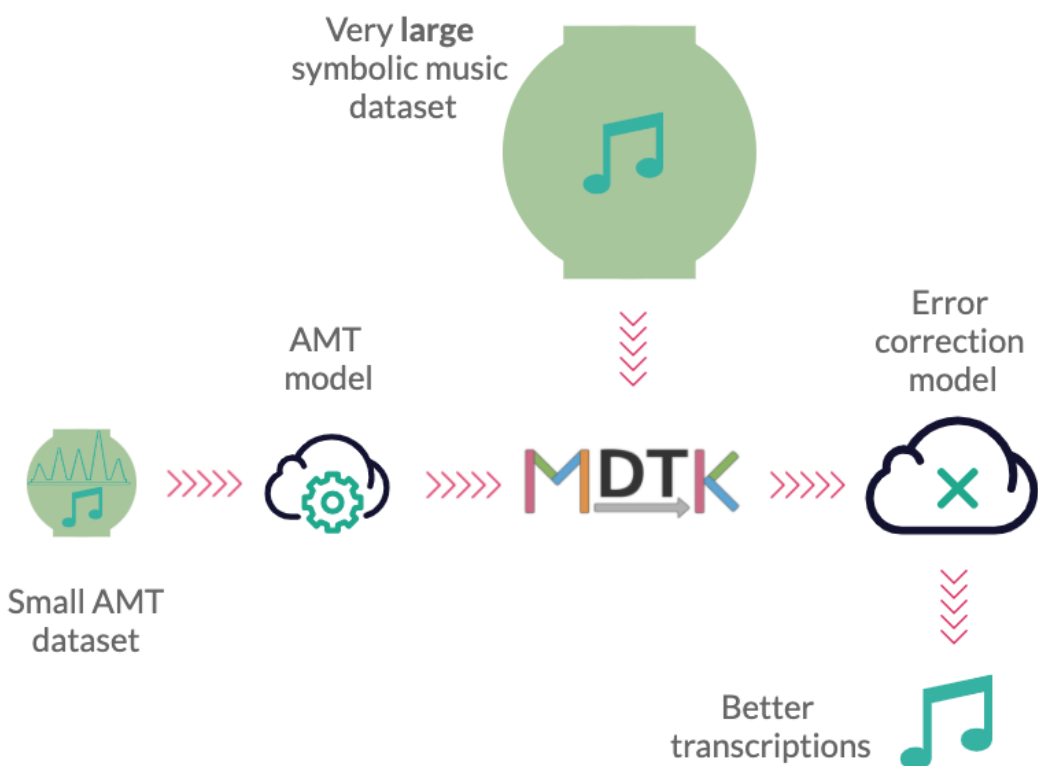 Very large
symbolic music
dataset
Error
correction
model
AMT
model
MDTK
Small AMT
dataset
Better
transcriptions